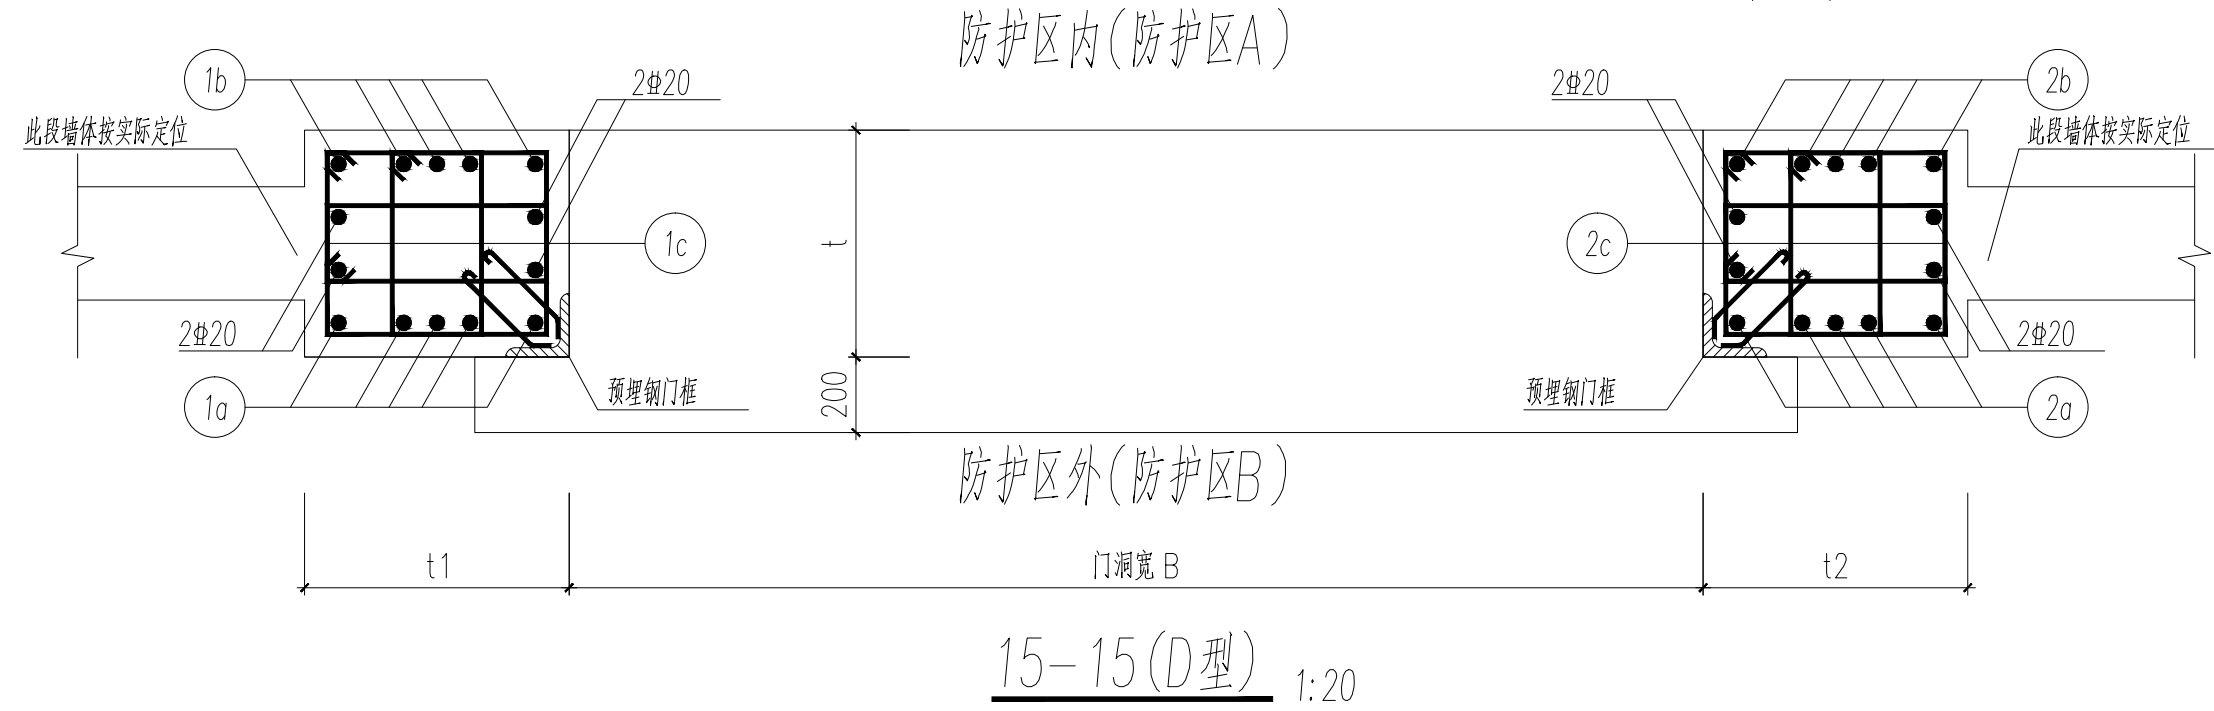 防护区内(防护区A)
1b
2⌽20
2⌽20
2b
此段墙体按实际定位
此段墙体按实际定位
1c
t
2c
2⌽20
2⌽20
1a
预埋钢门框
200
预埋钢门框
2a
防护区外(防护区B)
t1
门洞宽 B
t2
15-15(D型) 1:20